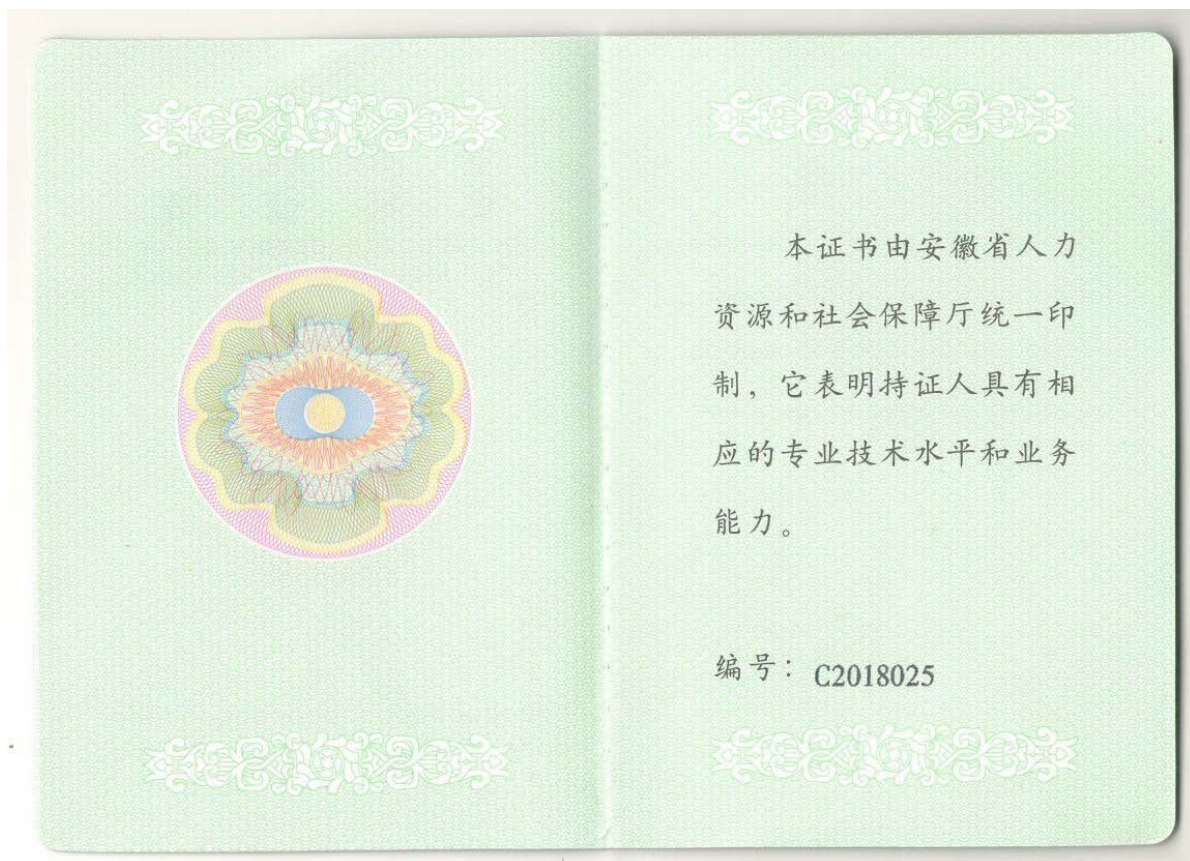 本证书由安徽省人力
资源和社会保障厅统一印
制，它表明持证人具有相
应的专业技术水平和业务
能力。
编号：C2018025